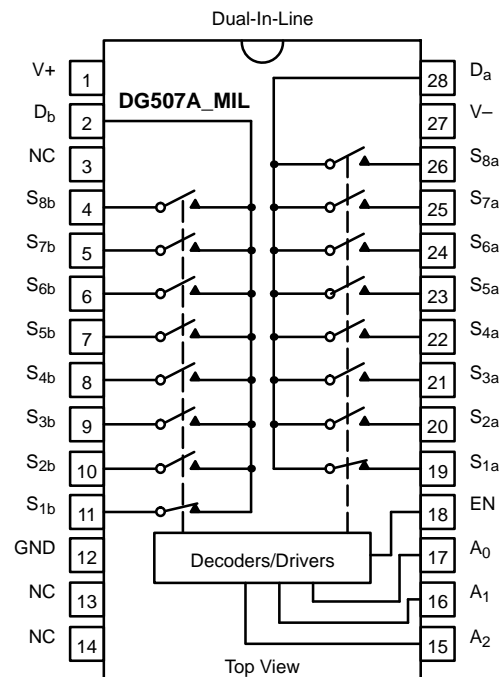 Dual-In-Line
DG507A_MIL
V+ 1
D_b 2
NC 3
S_8b 4
S_7b 5
S_6b 6
S_5b 7
S_4b 8
S_3b 9
S_2b 10
S_1b 11
GND 12
NC 13
NC 14
28 D_a
27 V–
26 S_8a
25 S_7a
24 S_6a
23 S_5a
22 S_4a
21 S_3a
20 S_2a
19 S_1a
18 EN
17 A_0
16 A_1
15 A_2
Decoders/Drivers
Top View